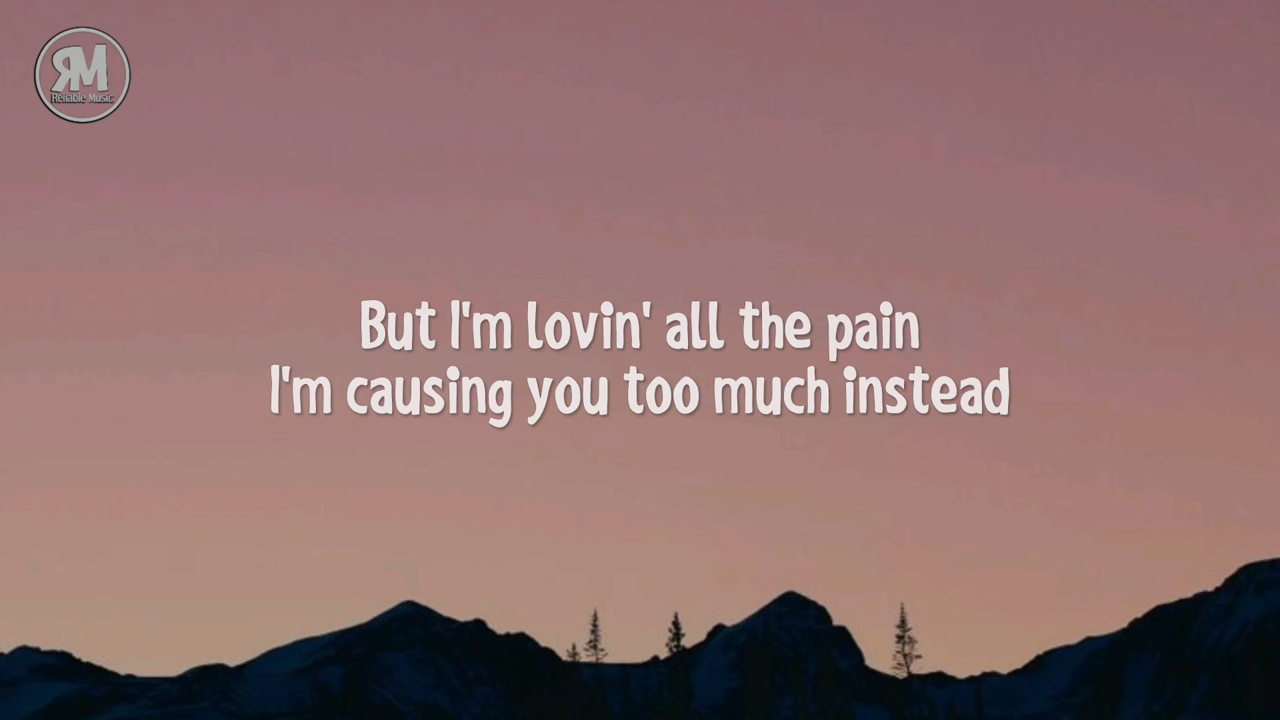 RM
Reliable Music
But I'm lovin' all the pain
I'm causing you too much instead